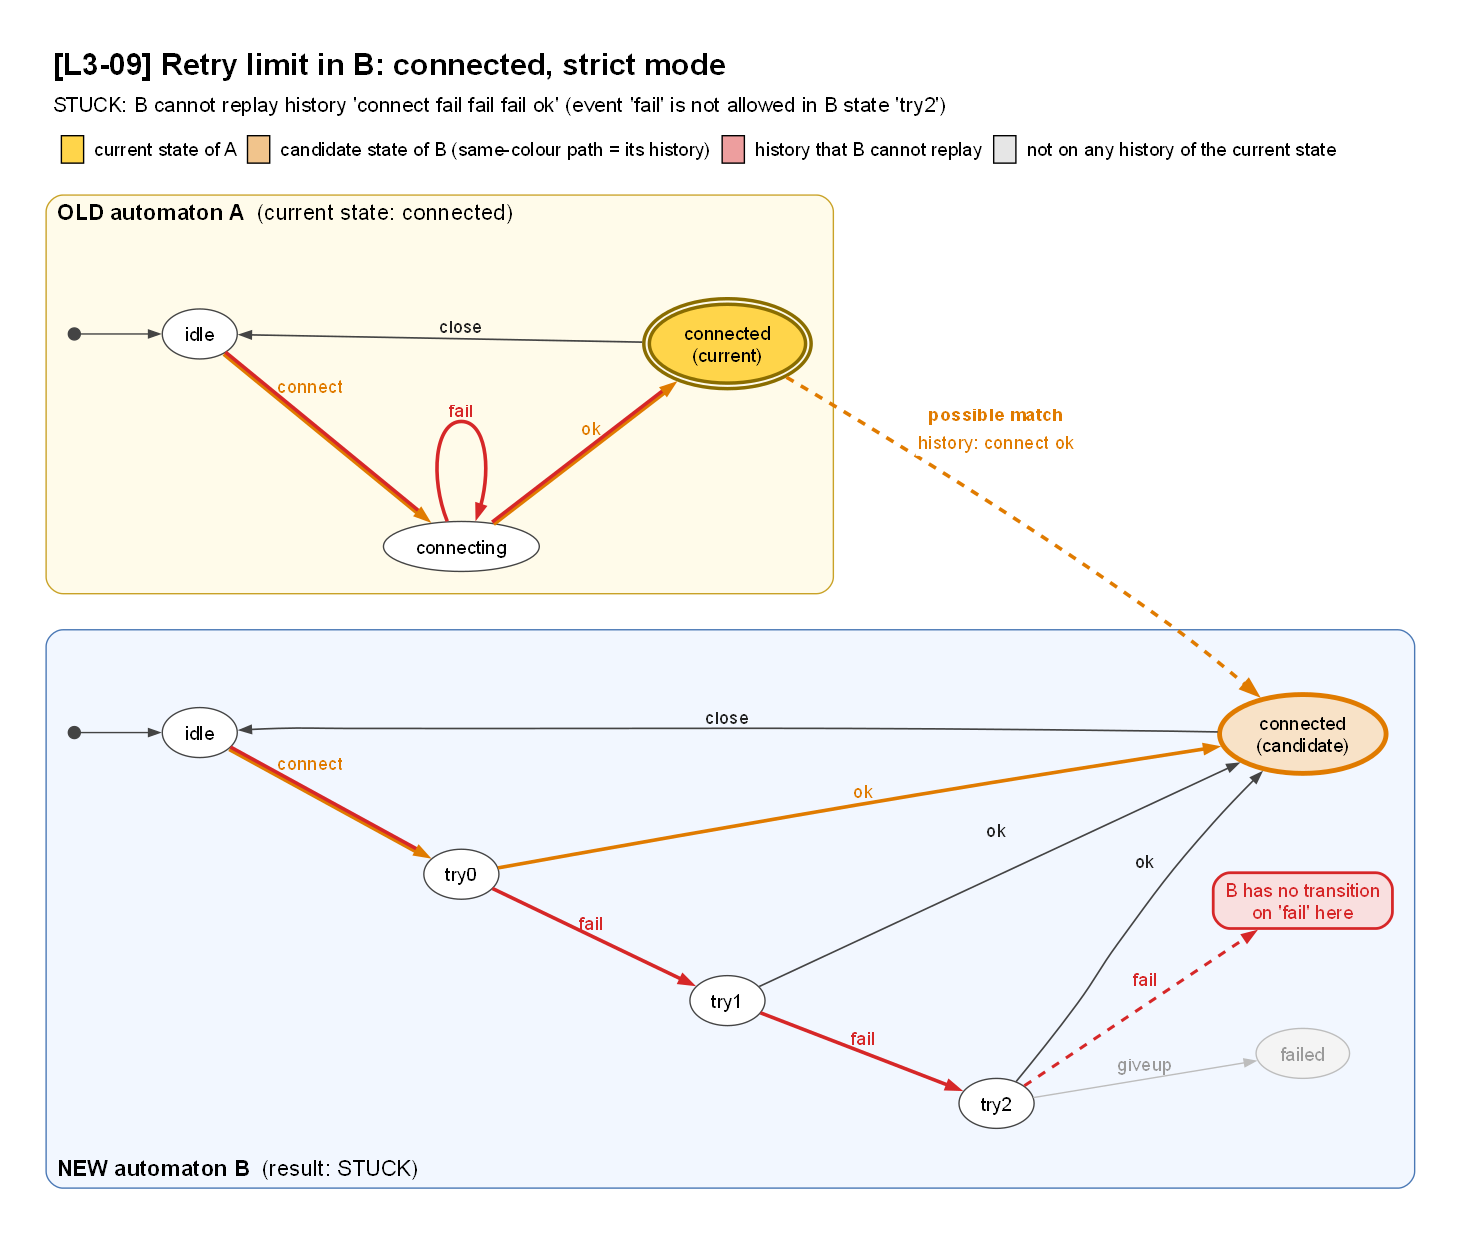 [L3-09] Retry limit in B: connected, strict mode
STUCK: B cannot replay history 'connect fail fail fail ok' (event 'fail' is not allowed in B state 'try2')
current state of A
candidate state of B (same-colour path = its history)
history that B cannot replay
not on any history of the current state
OLD automaton A (current state: connected)
idle
close
connected
(current)
connect
fail
ok
connecting
possible match
history: connect ok
idle
close
connected
(candidate)
connect
ok
ok
ok
try0
fail
B has no transition
on 'fail' here
try1
fail
fail
giveup
failed
try2
NEW automaton B (result: STUCK)